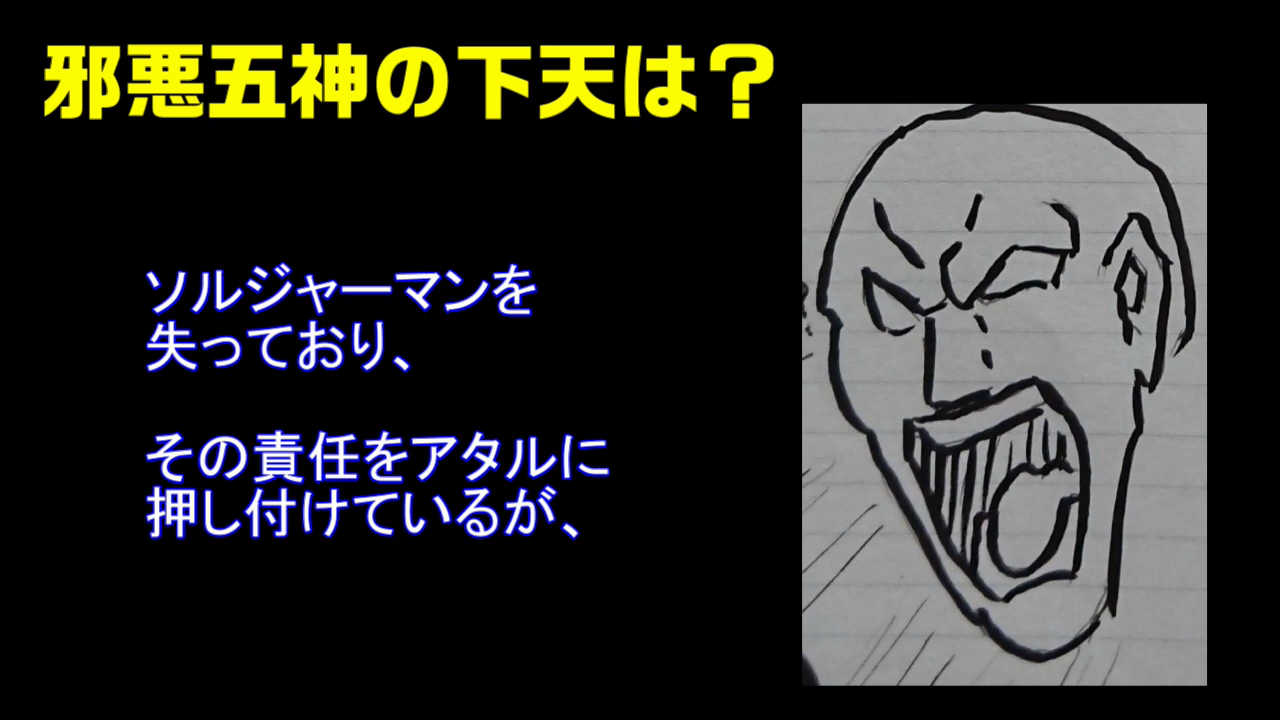 邪悪五神の下天は？
ソルジャーマンを
失っており、
その責任をアタルに
押し付けているが、